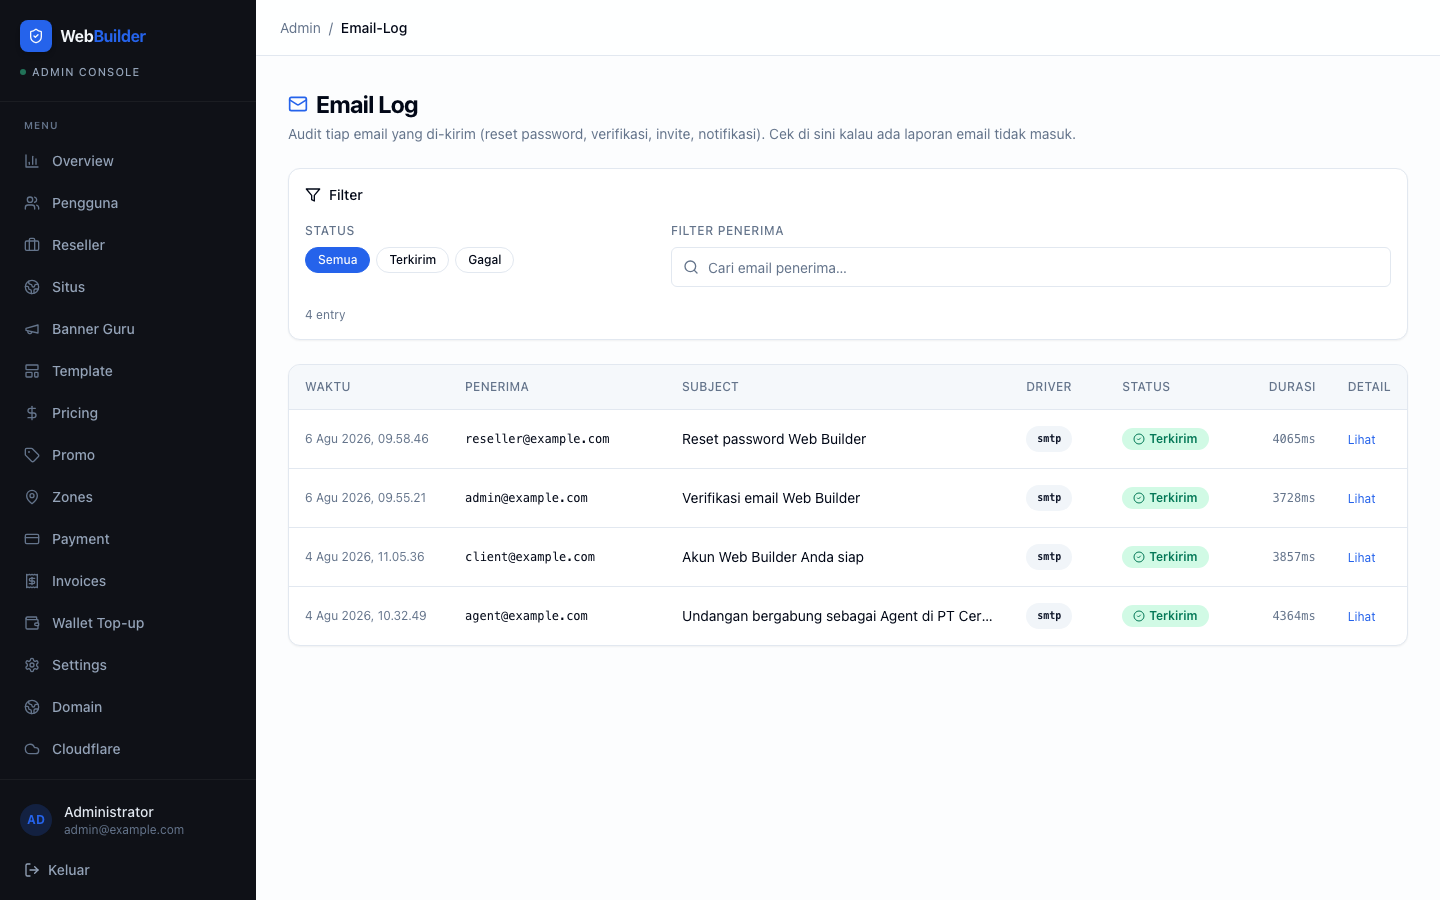 WebBuilder
ADMIN CONSOLE
MENU
Overview
Pengguna
Reseller
Situs
Banner Guru
Template
Pricing
Promo
Zones
Payment
Invoices
Wallet Top-up
Settings
Domain
Cloudflare
AD
Administrator
admin@example.com
Keluar
Admin / Email-Log
Email Log
Audit tiap email yang di-kirim (reset password, verifikasi, invite, notifikasi). Cek di sini kalau ada laporan email tidak masuk.
Filter
STATUS
Semua Terkirim Gagal
FILTER PENERIMA
Cari email penerima...
4 entry
WAKTU PENERIMA SUBJECT DRIVER STATUS DURASI DETAIL
6 Agu 2026, 09.58.46 reseller@example.com Reset password Web Builder smtp Terkirim 4065ms Lihat
6 Agu 2026, 09.55.21 admin@example.com Verifikasi email Web Builder smtp Terkirim 3728ms Lihat
4 Agu 2026, 11.05.36 client@example.com Akun Web Builder Anda siap smtp Terkirim 3857ms Lihat
4 Agu 2026, 10.32.49 agent@example.com Undangan bergabung sebagai Agent di PT Cer... smtp Terkirim 4364ms Lihat